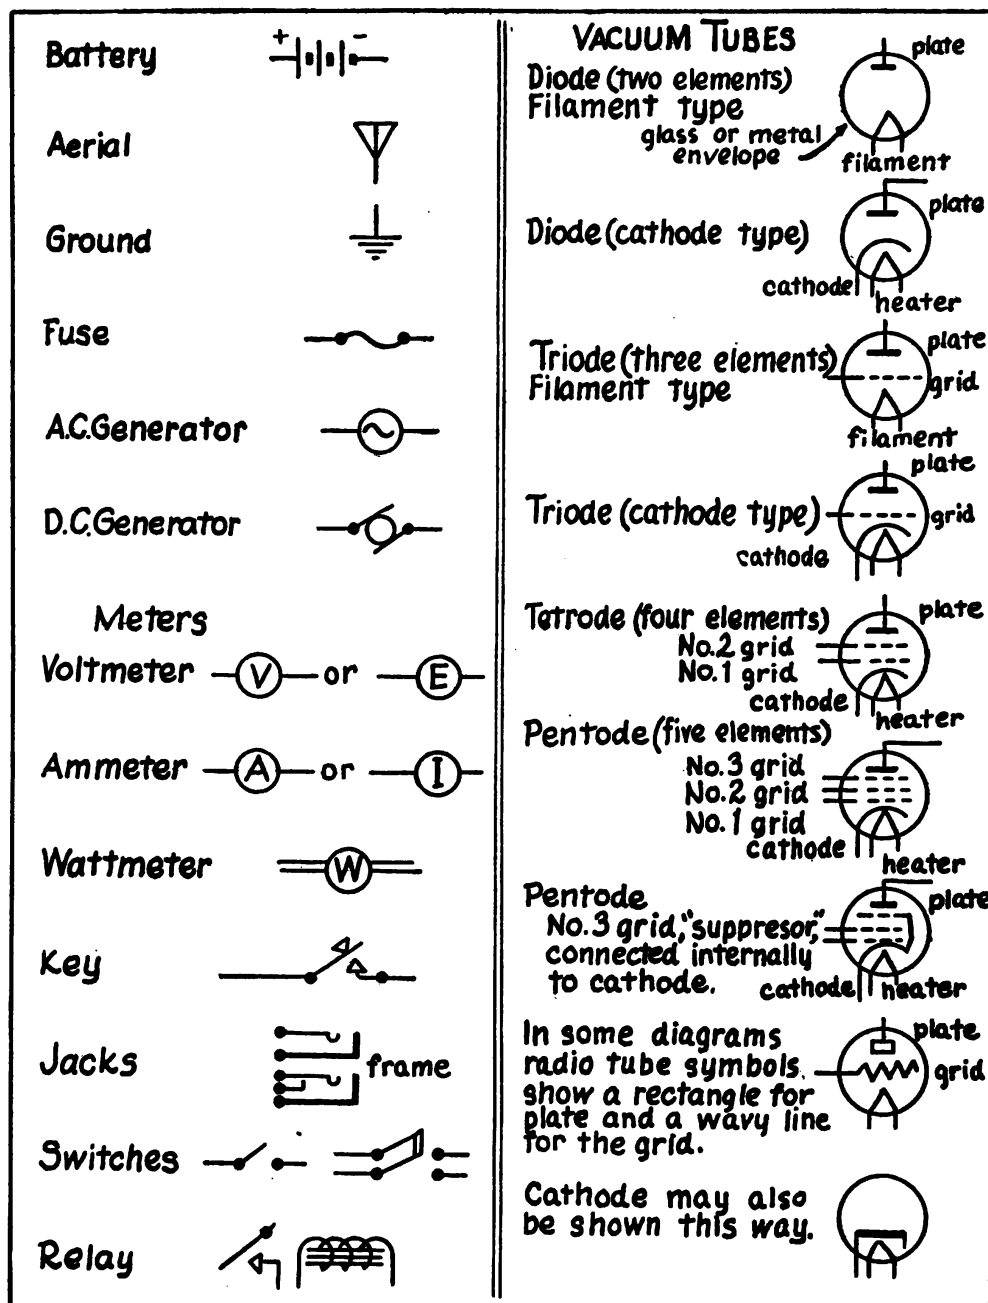 Battery
+ -
Aerial
Ground
Fuse
A.C.Generator
D.C.Generator
Meters
Voltmeter V or E
Ammeter A or I
Wattmeter W
Key
Jacks frame
Switches
Relay
VACUUM TUBES
plate
Diode (two elements)
Filament type
glass or metal
envelope
filament
plate
Diode (cathode type)
cathode
heater
plate
Triode (three elements)
grid
Filament type
filament
plate
Triode (cathode type)
grid
cathode
plate
Tetrode (four elements)
No.2 grid
No.1 grid
cathode
heater
Pentode (five elements)
No.3 grid
No.2 grid
No.1 grid
cathode
heater
Pentode
plate
No.3 grid,"suppresor,"
connected internally
to cathode.
cathode heater
In some diagrams
plate
radio tube symbols.
grid
show a rectangle for
plate and a wavy line
for the grid.
Cathode may also
be shown this way.